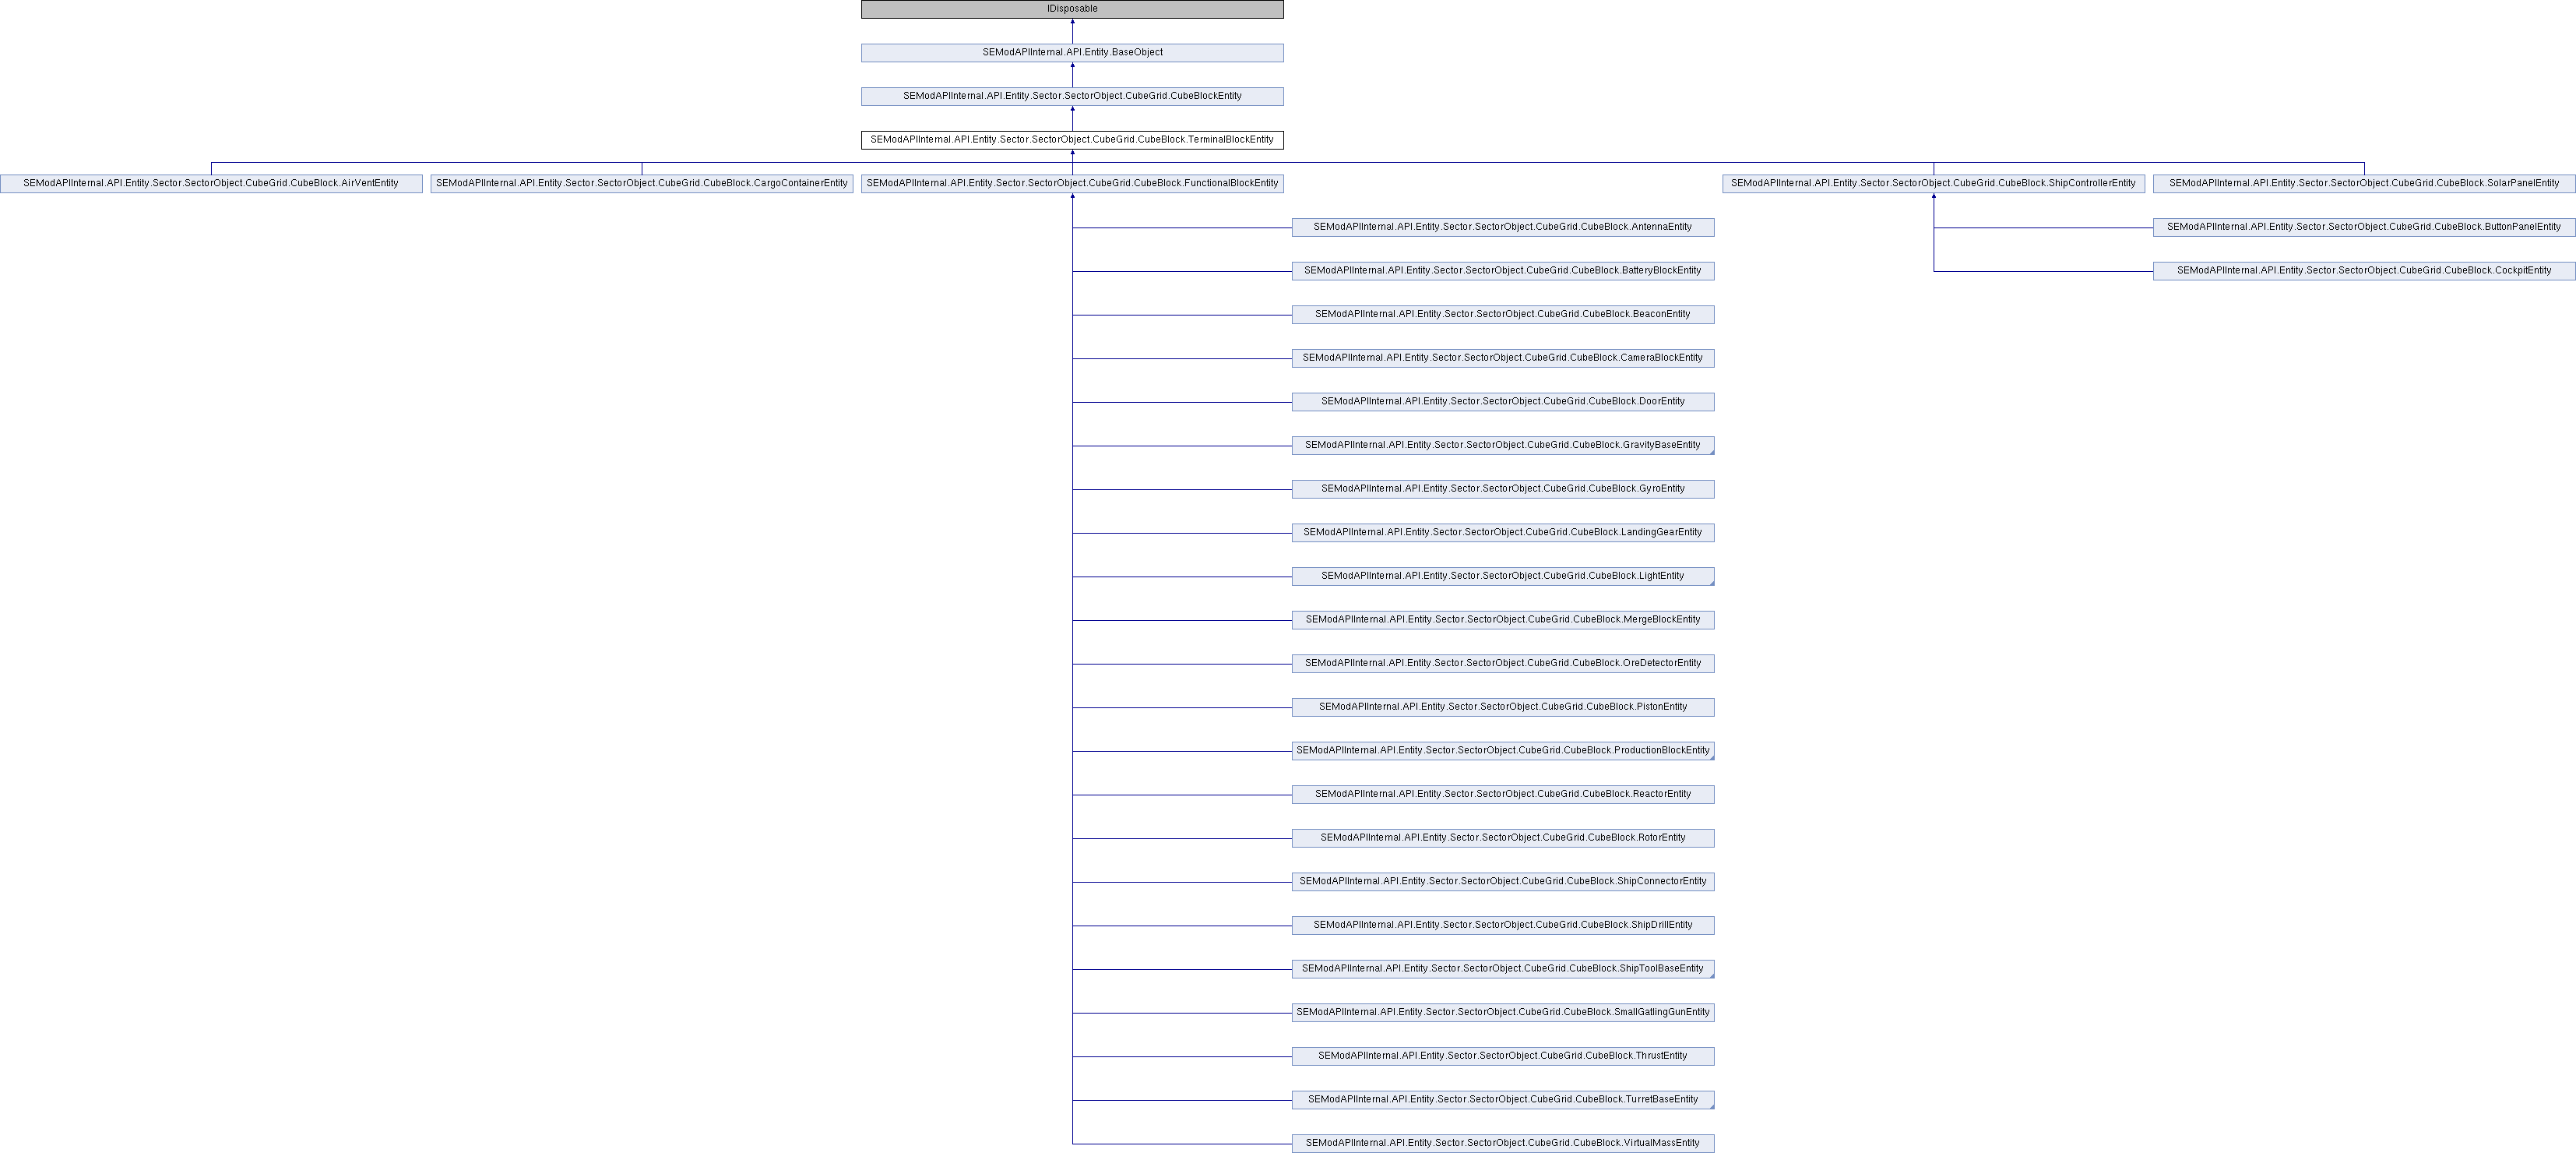 IDisposable
SEModAPIInternal.API.Entity.BaseObject
SEModAPIInternal.API.Entity.Sector.SectorObject.CubeGrid.CubeBlockEntity
SEModAPIInternal.API.Entity.Sector.SectorObject.CubeGrid.CubeBlock.TerminalBlockEntity
SEModAPIInternal.API.Entity.Sector.SectorObject.CubeGrid.CubeBlock.AirVentEntity
SEModAPIInternal.API.Entity.Sector.SectorObject.CubeGrid.CubeBlock.CargoContainerEntity
SEModAPIInternal.API.Entity.Sector.SectorObject.CubeGrid.CubeBlock.FunctionalBlockEntity
SEModAPIInternal.API.Entity.Sector.SectorObject.CubeGrid.CubeBlock.ShipControllerEntity
SEModAPIInternal.API.Entity.Sector.SectorObject.CubeGrid.CubeBlock.SolarPanelEntity
SEModAPIInternal.API.Entity.Sector.SectorObject.CubeGrid.CubeBlock.AntennaEntity
SEModAPIInternal.API.Entity.Sector.SectorObject.CubeGrid.CubeBlock.ButtonPanelEntity
SEModAPIInternal.API.Entity.Sector.SectorObject.CubeGrid.CubeBlock.BatteryBlockEntity
SEModAPIInternal.API.Entity.Sector.SectorObject.CubeGrid.CubeBlock.CockpitEntity
SEModAPIInternal.API.Entity.Sector.SectorObject.CubeGrid.CubeBlock.BeaconEntity
SEModAPIInternal.API.Entity.Sector.SectorObject.CubeGrid.CubeBlock.CameraBlockEntity
SEModAPIInternal.API.Entity.Sector.SectorObject.CubeGrid.CubeBlock.DoorEntity
SEModAPIInternal.API.Entity.Sector.SectorObject.CubeGrid.CubeBlock.GravityBaseEntity
SEModAPIInternal.API.Entity.Sector.SectorObject.CubeGrid.CubeBlock.GyroEntity
SEModAPIInternal.API.Entity.Sector.SectorObject.CubeGrid.CubeBlock.LandingGearEntity
SEModAPIInternal.API.Entity.Sector.SectorObject.CubeGrid.CubeBlock.LightEntity
SEModAPIInternal.API.Entity.Sector.SectorObject.CubeGrid.CubeBlock.MergeBlockEntity
SEModAPIInternal.API.Entity.Sector.SectorObject.CubeGrid.CubeBlock.OreDetectorEntity
SEModAPIInternal.API.Entity.Sector.SectorObject.CubeGrid.CubeBlock.PistonEntity
SEModAPIInternal.API.Entity.Sector.SectorObject.CubeGrid.CubeBlock.ProductionBlockEntity
SEModAPIInternal.API.Entity.Sector.SectorObject.CubeGrid.CubeBlock.ReactorEntity
SEModAPIInternal.API.Entity.Sector.SectorObject.CubeGrid.CubeBlock.RotorEntity
SEModAPIInternal.API.Entity.Sector.SectorObject.CubeGrid.CubeBlock.ShipConnectorEntity
SEModAPIInternal.API.Entity.Sector.SectorObject.CubeGrid.CubeBlock.ShipDrillEntity
SEModAPIInternal.API.Entity.Sector.SectorObject.CubeGrid.CubeBlock.ShipToolBaseEntity
SEModAPIInternal.API.Entity.Sector.SectorObject.CubeGrid.CubeBlock.SmallGatlingGunEntity
SEModAPIInternal.API.Entity.Sector.SectorObject.CubeGrid.CubeBlock.ThrustEntity
SEModAPIInternal.API.Entity.Sector.SectorObject.CubeGrid.CubeBlock.TurretBaseEntity
SEModAPIInternal.API.Entity.Sector.SectorObject.CubeGrid.CubeBlock.VirtualMassEntity